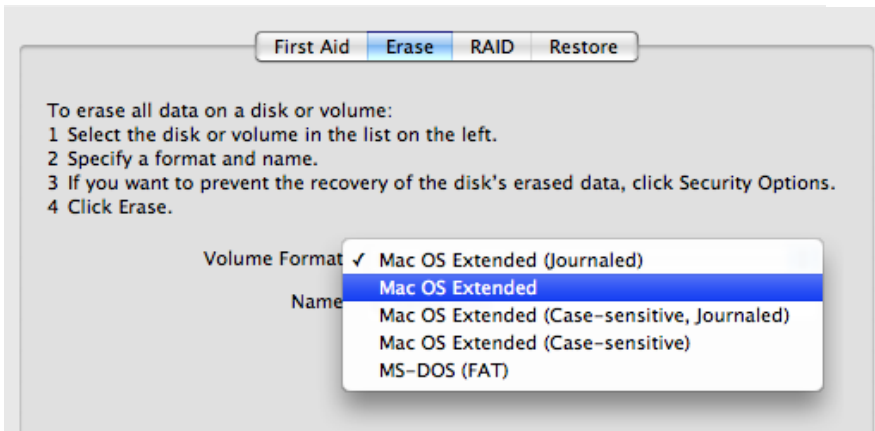 First Aid Erase RAID Restore
To erase all data on a disk or volume:
1 Select the disk or volume in the list on the left.
2 Specify a format and name.
3 If you want to prevent the recovery of the disk's erased data, click Security Options.
4 Click Erase.
Volume Format ✓ Mac OS Extended (Journaled)
Mac OS Extended
Name
Mac OS Extended (Case-sensitive, Journaled)
Mac OS Extended (Case-sensitive)
MS-DOS (FAT)